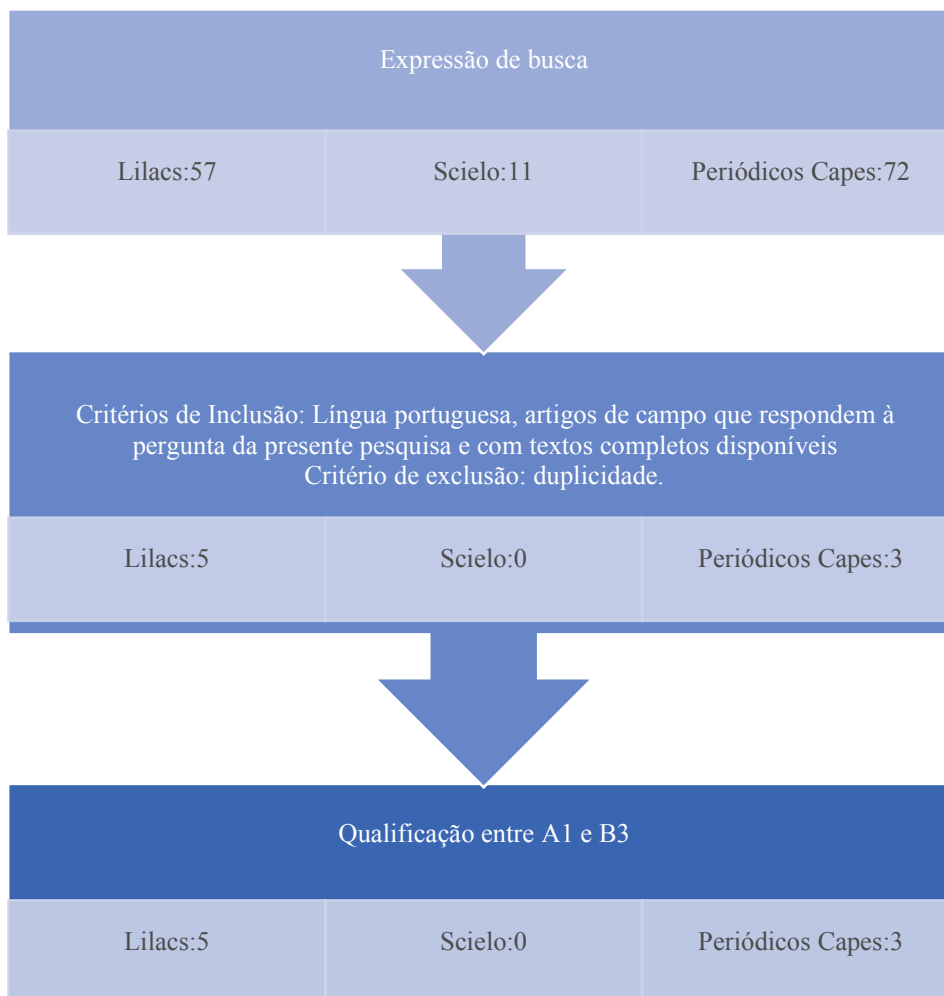 Expressão de busca
Lilacs:57
Scielo:11
Periódicos Capes:72
Critérios de Inclusão: Língua portuguesa, artigos de campo que respondem à
pergunta da presente pesquisa e com textos completos disponíveis
Critério de exclusão: duplicidade.
Lilacs:5
Scielo:0
Periódicos Capes:3
Qualificação entre A1 e B3
Lilacs:5
Scielo:0
Periódicos Capes:3